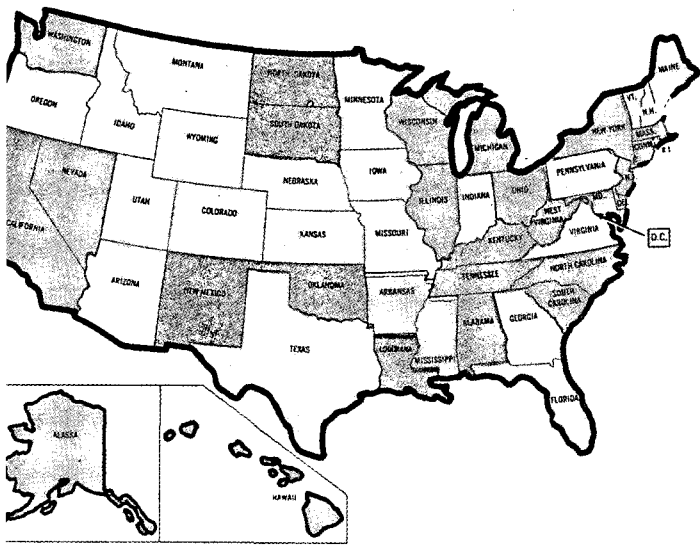 WASHINGTON
MONTANA
NORTH DAKOTA
MINNESOTA
MAINE
VT.
N.H.
OREGON
IDAHO
WYOMING
SOUTH DAKOTA
WISCONSIN
MICHIGAN
NEW YORK
MASS.
CONN.
R.I.
NEVADA
UTAH
COLORADO
NEBRASKA
IOWA
ILLINOIS
INDIANA
OHIO
PENNSYLVANIA
N.J.
MD.
DEL.
CALIFORNIA
KANSAS
MISSOURI
KENTUCKY
WEST
VIRGINIA
VIRGINIA
D.C.
ARIZONA
NEW MEXICO
OKLAHOMA
ARKANSAS
TENNESSEE
NORTH CAROLINA
SOUTH
CAROLINA
TEXAS
LOUISIANA
MISSISSIPPI
ALABAMA
GEORGIA
FLORIDA
ALASKA
HAWAII